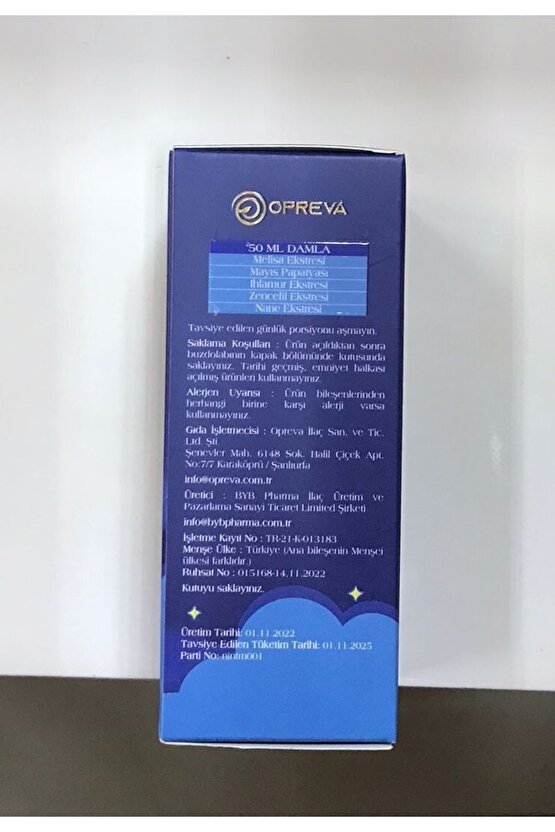 OPREVA
50 ML DAMLA
Melisa Ekstresi
Mayıs Papatyası
Ihlamur Ekstresi
Zencefil Ekstresi
Nane Ekstresi
Tavsiye edilen günlük porsiyonu aşmayın.
Saklama Koşulları : Ürün açıldıktan sonra
buzdolabının kapak bölümünde kutusunda
saklayınız. Tarihi geçmiş, emniyet halkası
açılmış ürünleri kullanmayınız.
Alerjen Uyarısı : Ürün bileşenlerinden
herhangi birine karşı alerji varsa
kullanmayınız.
Gıda İşletmecisi : Opreva İlaç San. ve Tic.
Ltd. Şti.
Şenevler Mah. 6148 Sok. Halil Çiçek Apt.
No:7/7 Karaköprü / Şanlıurfa
info@opreva.com.tr
Üretici : BYB Pharma İlaç Üretim ve
Pazarlama Sanayi Ticaret Limited Şirketi
info@bybpharma.com.tr
İşletme Kayıt No : TR-21-K-013183
Menşe Ülke : Türkiye (Ana bileşenin Menşei
ülkesi farklıdır.)
Ruhsat No : 015168-14.11.2022
Kutuyu saklayınız.
Üretim Tarihi: 01.11.2022
Tavsiye Edilen Tüketim Tarihi: 01.11.2025
Parti No: ninim001